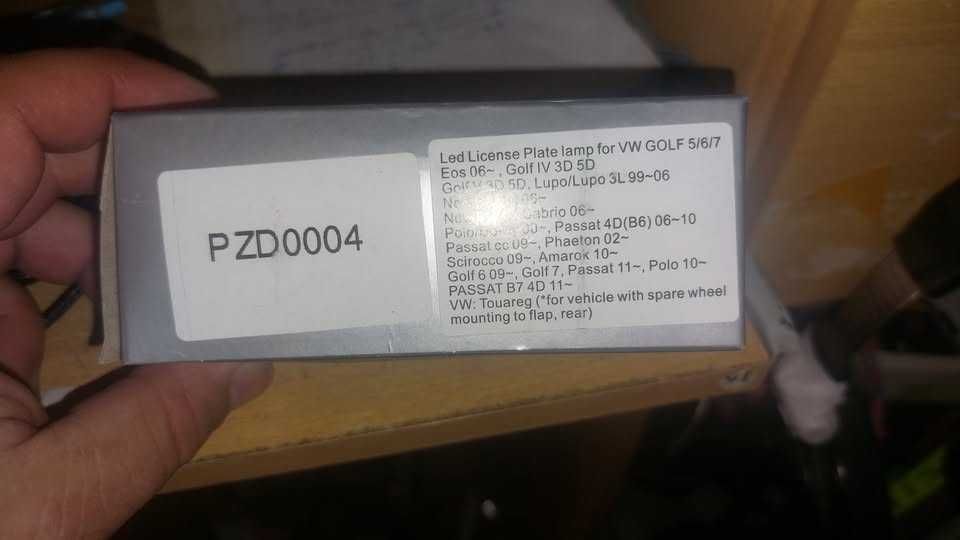 PZD0004
Led License Plate lamp for VW GOLF 5/6/7
Eos 06~ , Golf IV 3D 5D
3D 5D, Lupo/Lupo 3L 99~06
06~
Cabrio 06~
00~, Passat 4D(B6) 06~10
Passat cc 09~, Phaeton 02~
Scirocco 09~, Amarok 10~
Golf 6 09~, Golf 7, Passat 11~, Polo 10~
PASSAT B7 4D 11~
VW: Touareg (*for vehicle with spare wheel
mounting to flap, rear)